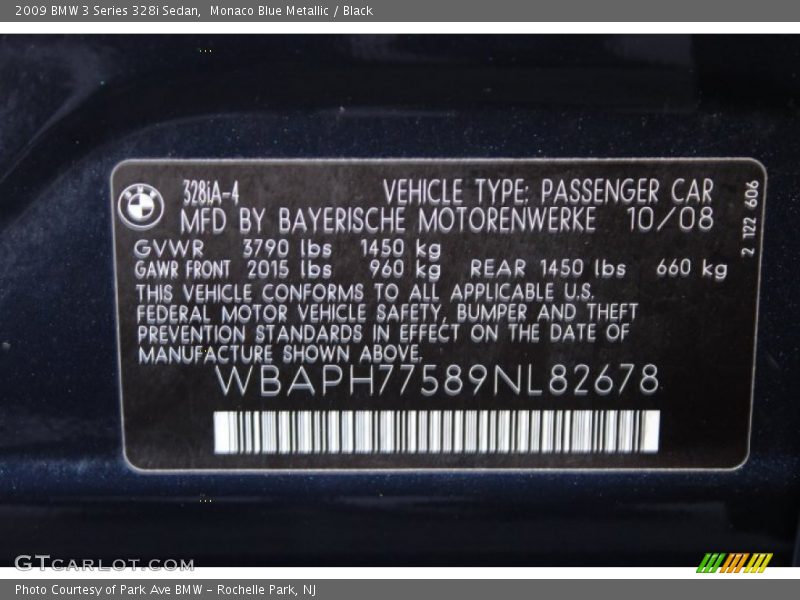 2009 BMW 3 Series 328i Sedan,  Monaco Blue Metallic / Black
BMW
328iA-4
VEHICLE TYPE: PASSENGER CAR
MFD BY BAYERISCHE MOTORENWERKE 10/08
GVWR 3790 lbs 1450 kg
GAWR FRONT 2015 lbs 960 kg REAR 1450 lbs 660 kg
THIS VEHICLE CONFORMS TO ALL APPLICABLE U.S.
FEDERAL MOTOR VEHICLE SAFETY, BUMPER AND THEFT
PREVENTION STANDARDS IN EFFECT ON THE DATE OF
MANUFACTURE SHOWN ABOVE.
WBAPH77589NL82678
2 122 606
GTCARLOT.COM
Photo Courtesy of Park Ave BMW - Rochelle Park, NJ